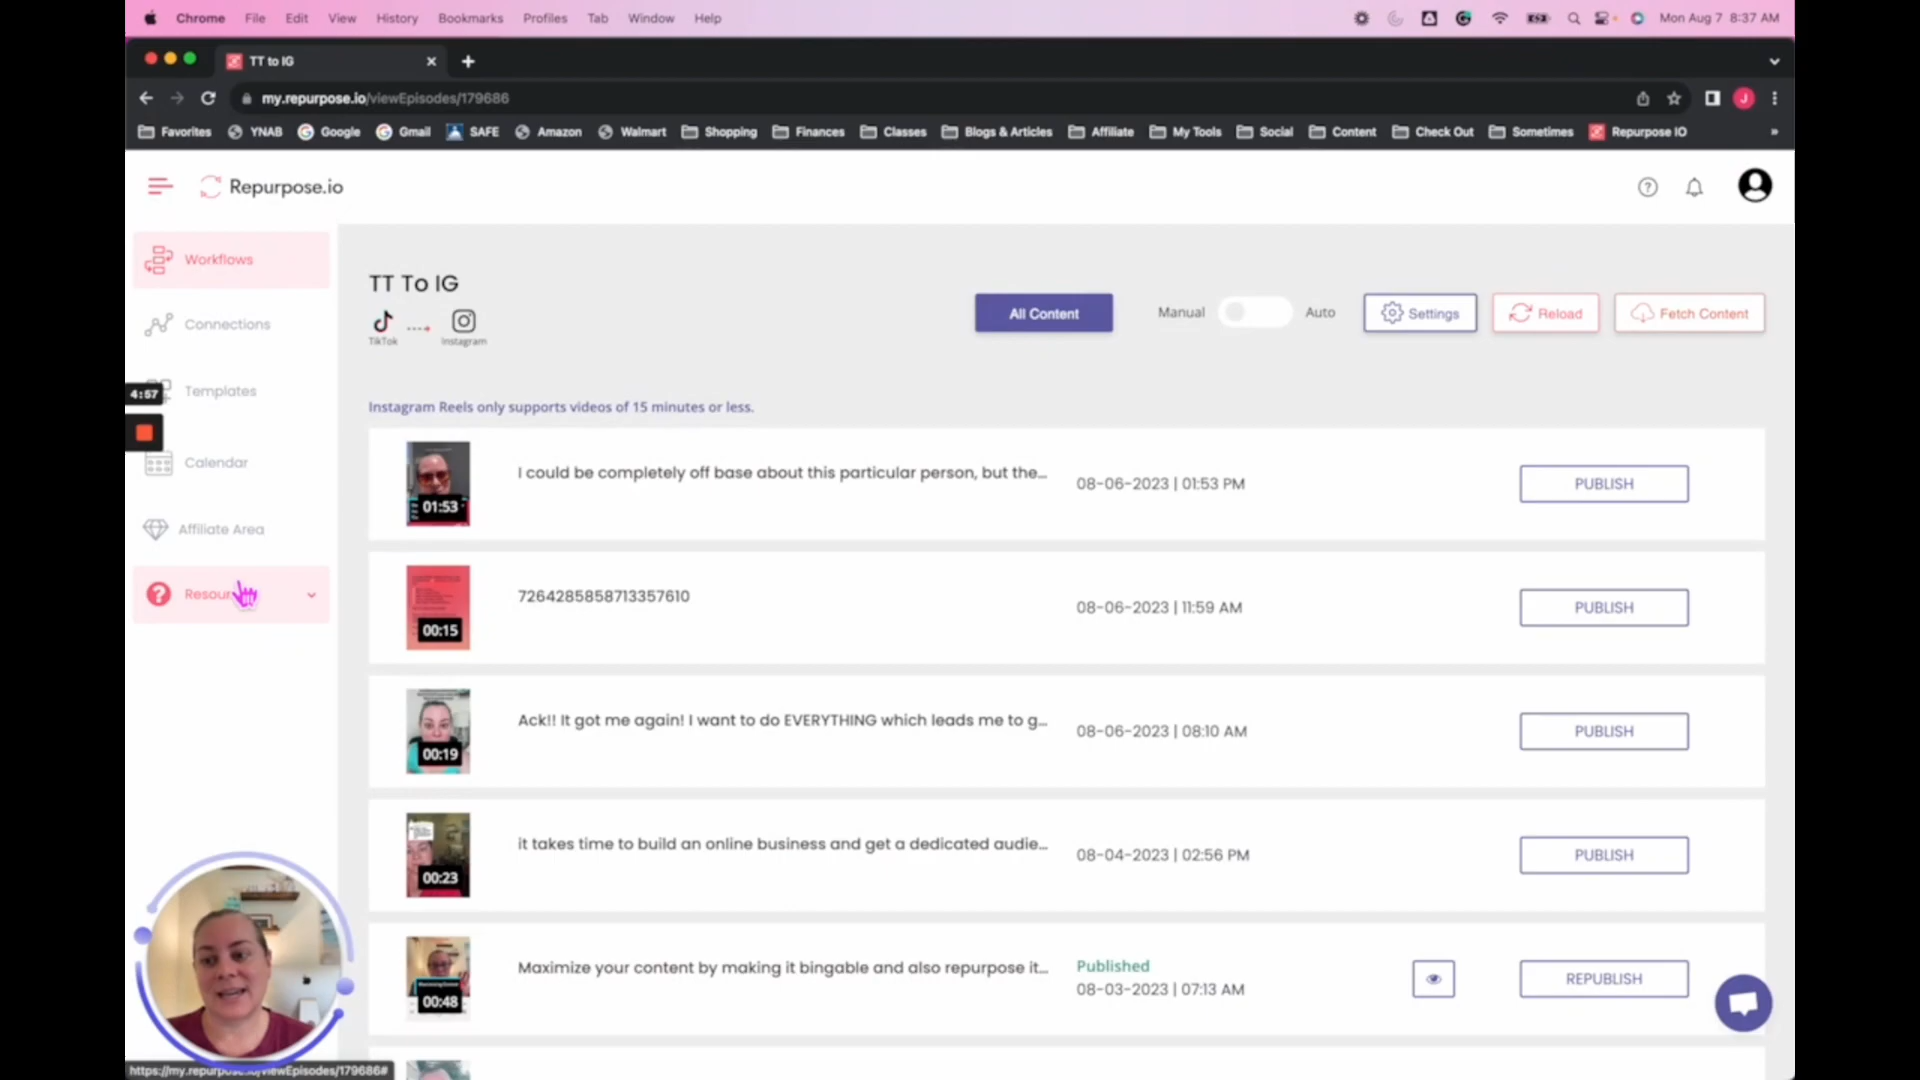 Chrome File Edit View History Bookmarks Profiles Tab Window Help Mon Aug 7 8:37 AM
TT to IG
my.repurpose.io/viewEpisodes/179686
Favorites YNAB Google Gmail SAFE Amazon Walmart Shopping Finances Classes Blogs & Articles Affiliate My Tools Social Content Check Out Sometimes Repurpose IO »
Repurpose.io
Workflows
Connections
4:57
Templates
Calendar
Affiliate Area
TT To IG
TikTok Instagram
All Content
Manual Auto
Settings
Reload
Fetch Content
Instagram Reels only supports videos of 15 minutes or less.
01:53
I could be completely off base about this particular person, but the...
08-06-2023 | 01:53 PM
PUBLISH
00:15
7264285858713357610
08-06-2023 | 11:59 AM
PUBLISH
00:19
Ack!! It got me again! I want to do EVERYTHING which leads me to g...
08-06-2023 | 08:10 AM
PUBLISH
00:23
it takes time to build an online business and get a dedicated audie...
08-04-2023 | 02:56 PM
PUBLISH
00:48
Maximize your content by making it bingable and also repurpose it...
Published
08-03-2023 | 07:13 AM
REPUBLISH
https://my.repurpose.io/viewEpisodes/179686#